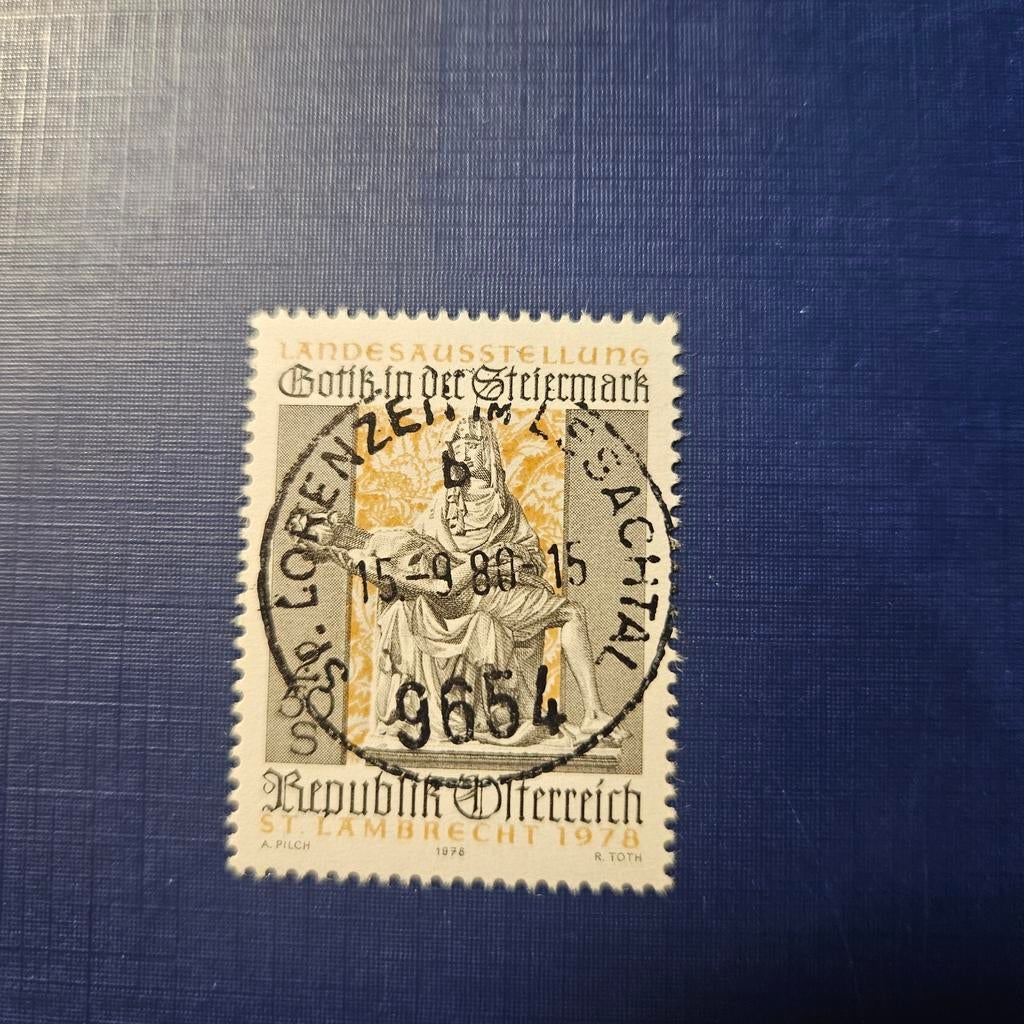 LANDESAUSSTELLUNG
Gotik in der Steiermark
ST. LORENZEN IM LESACHTAL
b
15-9 80-15
9654
Republik Österreich
ST. LAMBRECHT 1978
A. PILCH 1978 R. TOTH